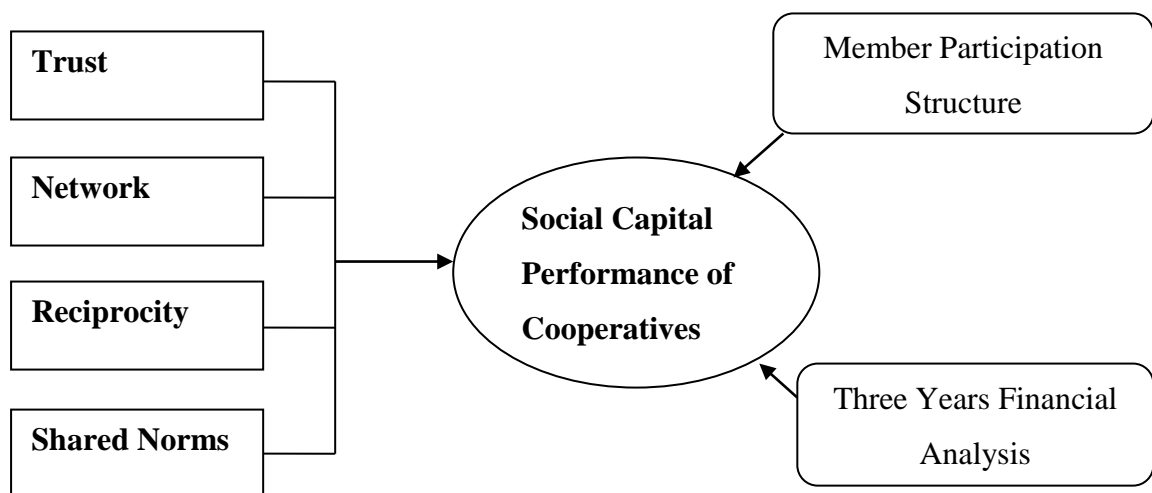 Trust
Network
Reciprocity
Shared Norms
Social Capital
Performance of
Cooperatives
Member Participation
Structure
Three Years Financial
Analysis